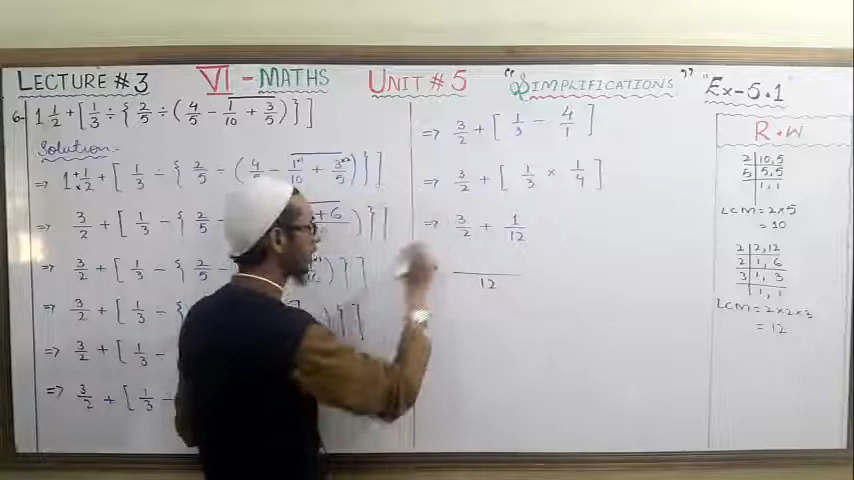 LECTURE #3 VI - MATHS UNIT # 5 "SIMPLIFICATIONS" Ex-5.1
6- 1 1/2 + [ 1/3 ÷ { 2/5 ÷ ( 4/5 - 1/10 + 3/5 ) } ]
Solution:-
=> 1 +1/×2 + [ 1/3 ÷ { 2/5 ÷ ( 4/5 - 1/10 + 3×2/5 ) } ]
=> 3/2 + [ 1/3 - { 2/5 +6 ) } ]
=> 3/2 + [ 1/3 - { 2/5 - ) } ]
=> 3/2 + [ 1/3 - { } ]
=> 3/2 + [ 1/3 -
=> 3/2 + [ 1/3
=> 3/2 + [ 1/3 - 4/1 ]
=> 3/2 + [ 1/3 × 1/4 ]
=> 3/2 + 1/12
12
R.W
2 | 10, 5
5 | 5, 5
1, 1
LCM = 2×5
= 10
2 | 2, 12
2 | 1, 6
3 | 1, 3
1, 1
LCM = 2×2×3
= 12